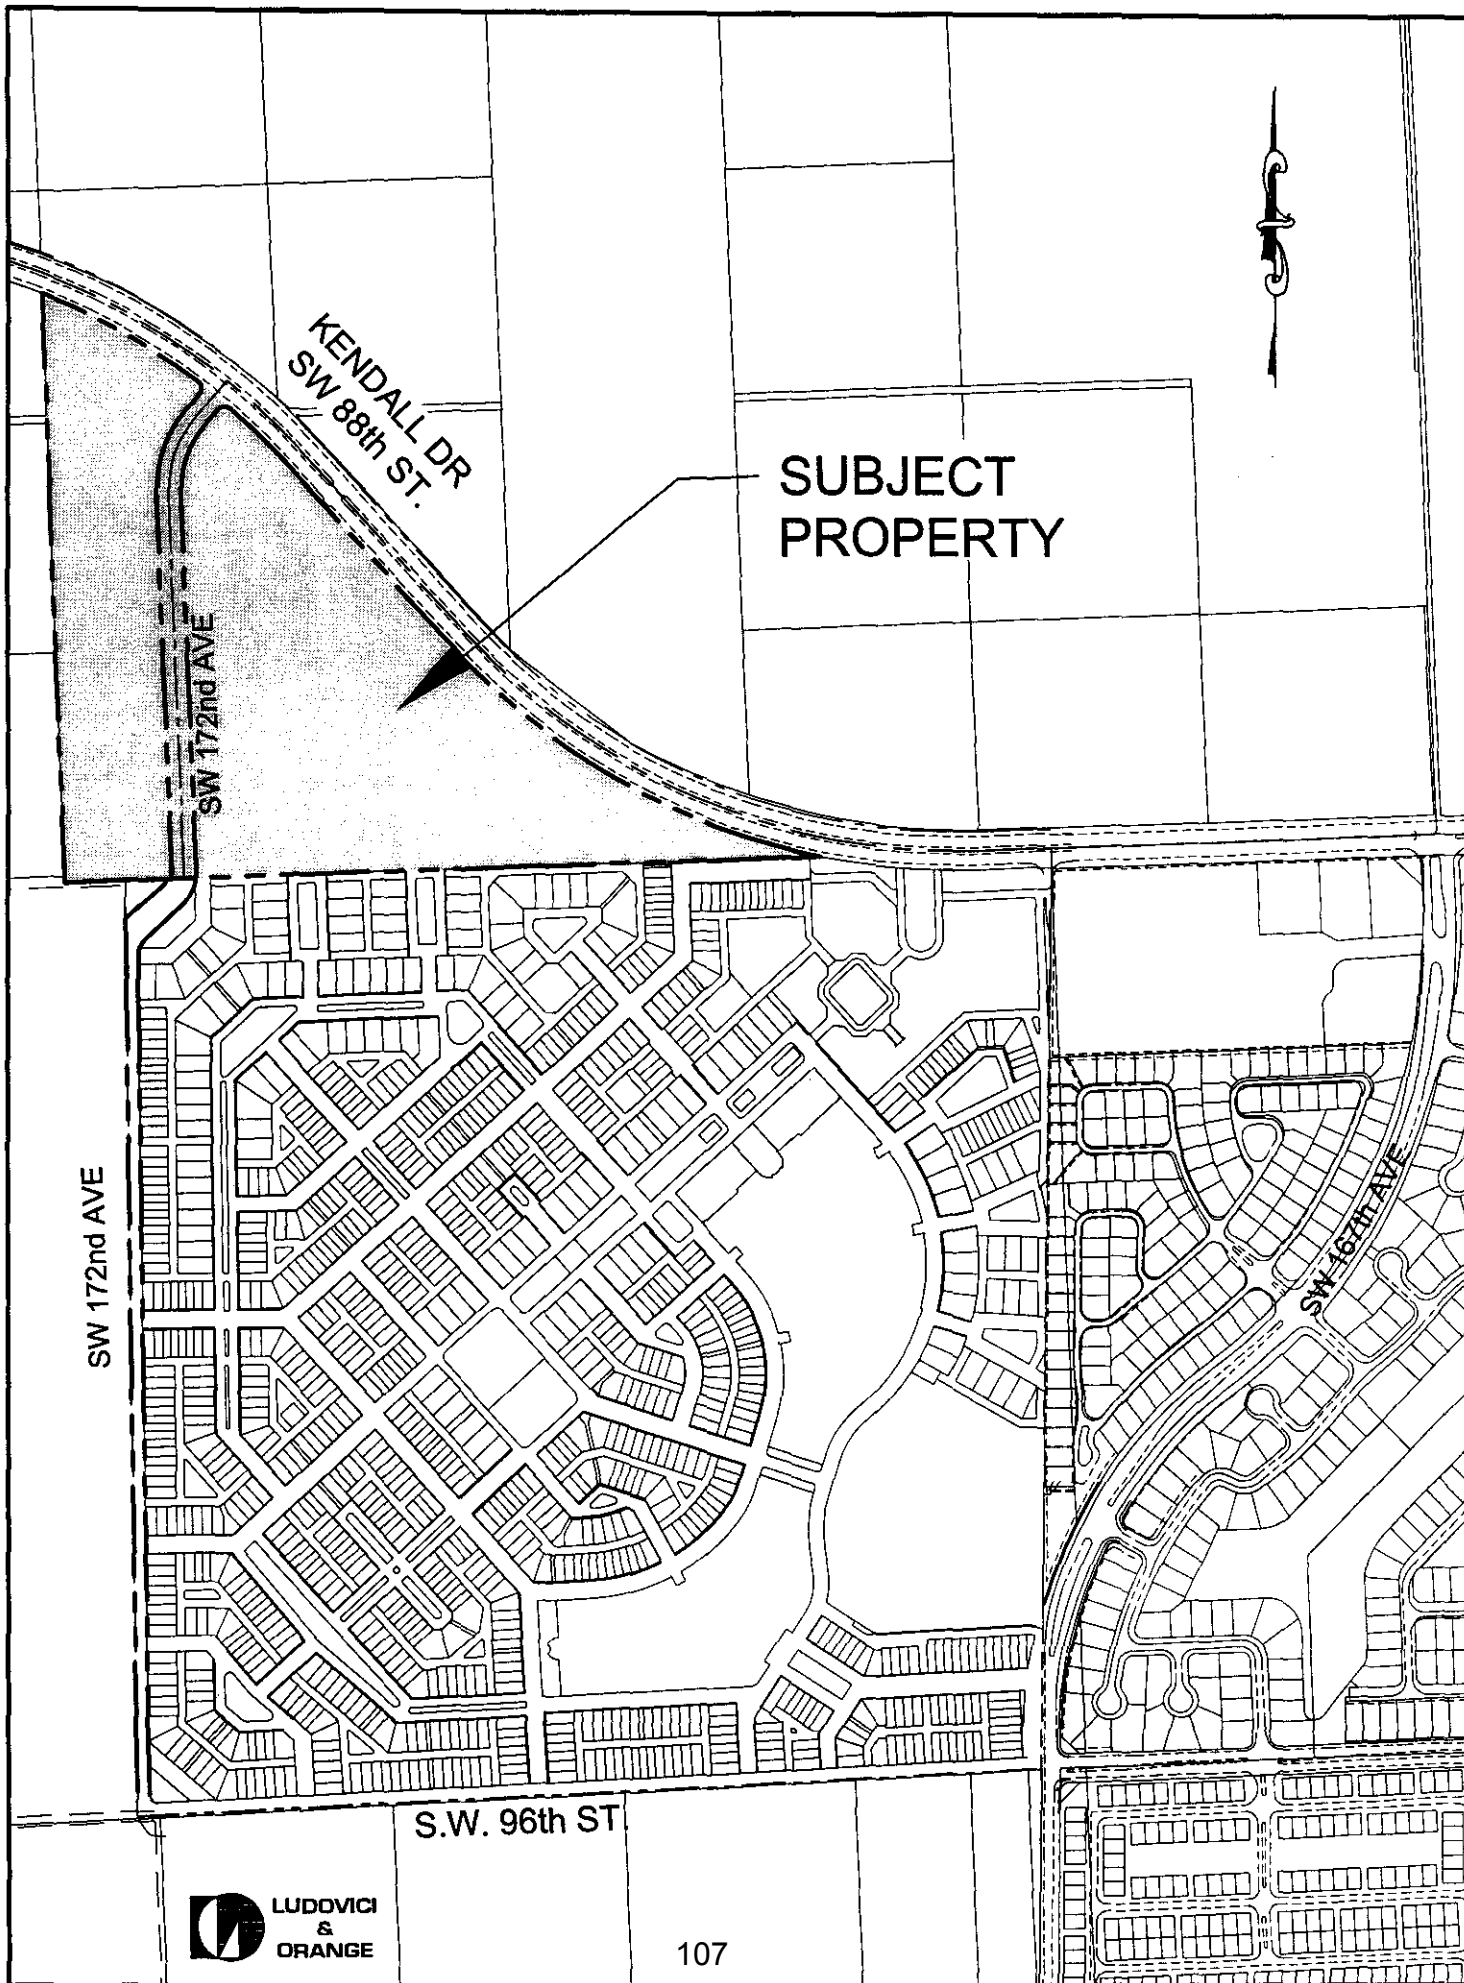 KENDALL DR
SW 88th ST.
SUBJECT
PROPERTY
SW 172nd AVE
SW 172nd AVE
SW 167th AVE
S.W. 96th ST.
LUDOVICI
&
ORANGE
107